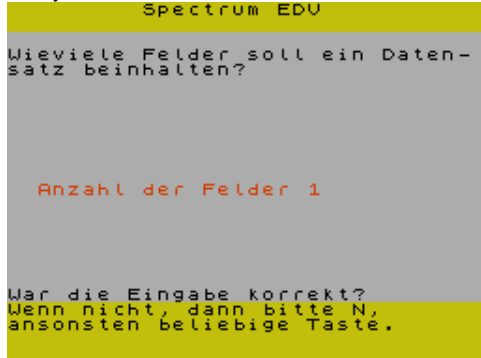 Spectrum EDV
Wieviele Felder soll ein Daten-
satz beinhalten?
Anzahl der Felder 1
War die Eingabe korrekt?
Wenn nicht, dann bitte N,
ansonsten beliebige Taste.